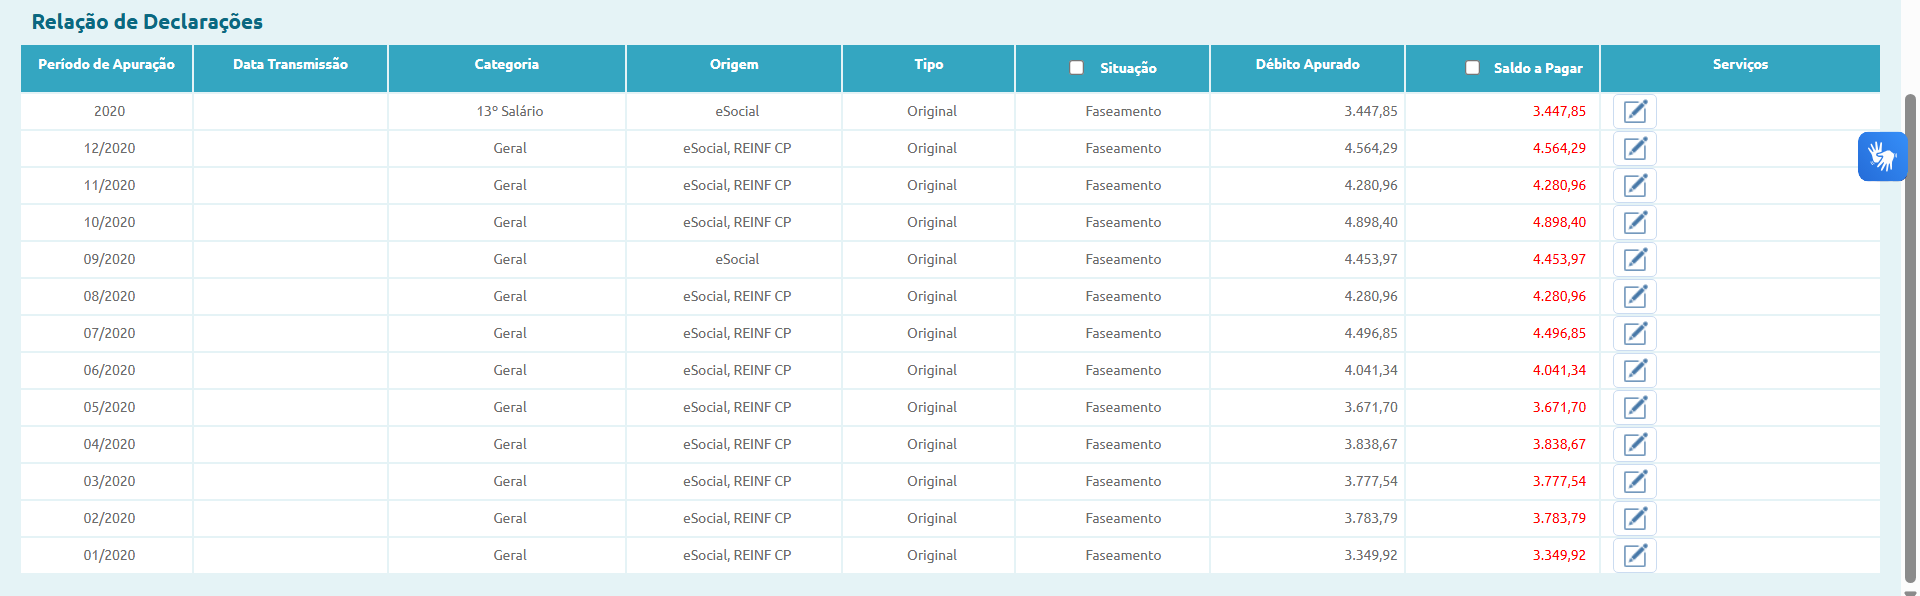 Relação de Declarações
Período de Apuração Data Transmissão Categoria Origem Tipo Situação Débito Apurado Saldo a Pagar Serviços
2020 13º Salário eSocial Original Faseamento 3.447,85 3.447,85
12/2020 Geral eSocial, REINF CP Original Faseamento 4.564,29 4.564,29
11/2020 Geral eSocial, REINF CP Original Faseamento 4.280,96 4.280,96
10/2020 Geral eSocial, REINF CP Original Faseamento 4.898,40 4.898,40
09/2020 Geral eSocial Original Faseamento 4.453,97 4.453,97
08/2020 Geral eSocial, REINF CP Original Faseamento 4.280,96 4.280,96
07/2020 Geral eSocial, REINF CP Original Faseamento 4.496,85 4.496,85
06/2020 Geral eSocial, REINF CP Original Faseamento 4.041,34 4.041,34
05/2020 Geral eSocial, REINF CP Original Faseamento 3.671,70 3.671,70
04/2020 Geral eSocial, REINF CP Original Faseamento 3.838,67 3.838,67
03/2020 Geral eSocial, REINF CP Original Faseamento 3.777,54 3.777,54
02/2020 Geral eSocial, REINF CP Original Faseamento 3.783,79 3.783,79
01/2020 Geral eSocial, REINF CP Original Faseamento 3.349,92 3.349,92